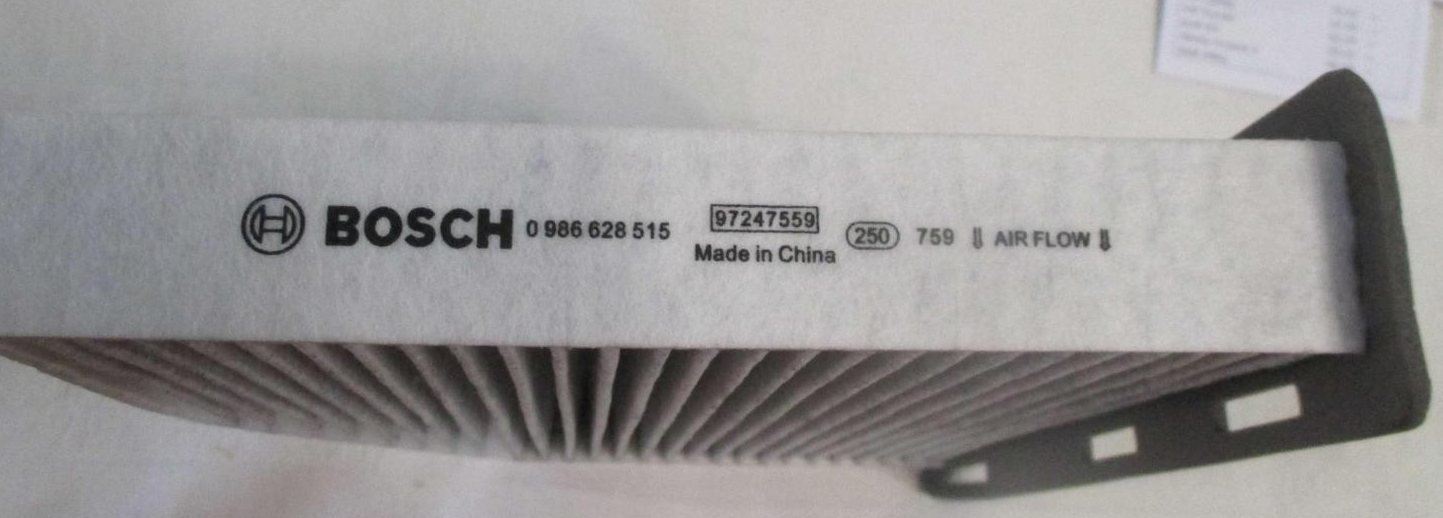 BOSCH 0 986 628 515
97247559
Made in China
250 759 ⇓ AIR FLOW ⇓